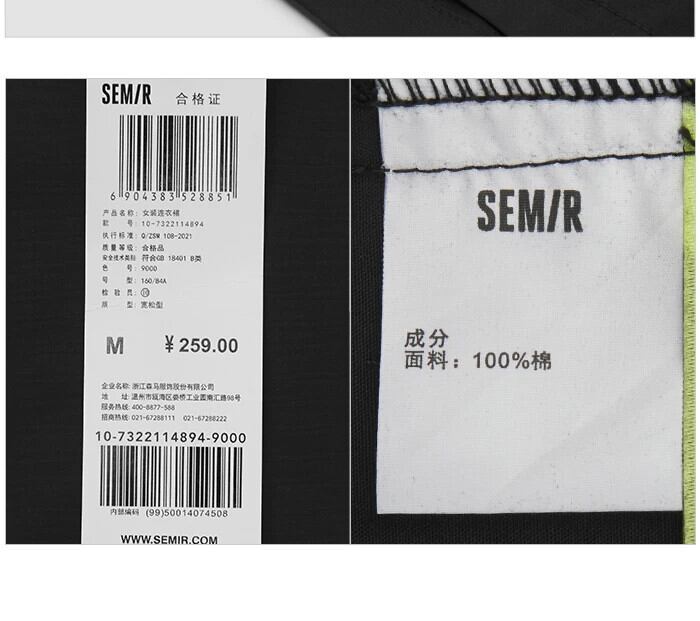 SEM/R 合格证
6 904383 528851
产品名称: 女装连衣裙
款 号: 10-7322114894
执行标准: Q/ZSM 10B-2021
质量等级: 合格品
安全技术类别: 符合GB 18401 B类
色 号: 9000
号 型: 160/84A
检 验 员:
版 型: 宽松型
M ¥259.00
企业名称: 浙江森马服饰股份有限公司
地 址: 温州市瓯海区娄桥工业园南汇路98号
服务热线: 400-8877-588
招商热线: 021-67288111 021-67288222
10-7322114894-9000
内部编码 (99)50014074508
WWW.SEMIR.COM
SEM/R
成分
面料：100%棉